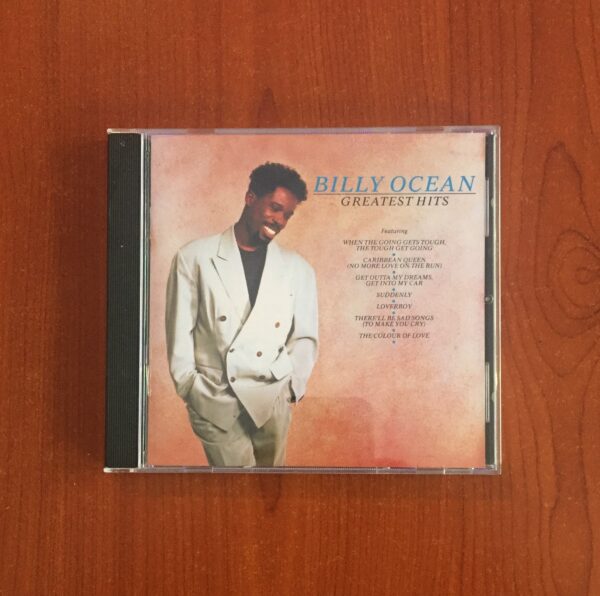 BILLY OCEAN
GREATEST HITS
Featuring
WHEN THE GOING GETS TOUGH,
THE TOUGH GET GOING
CARIBBEAN QUEEN
(NO MORE LOVE ON THE RUN)
GET OUTTA MY DREAMS,
GET INTO MY CAR
SUDDENLY
LOVERBOY
THERE'LL BE SAD SONGS
(TO MAKE YOU CRY)
THE COLOUR OF LOVE